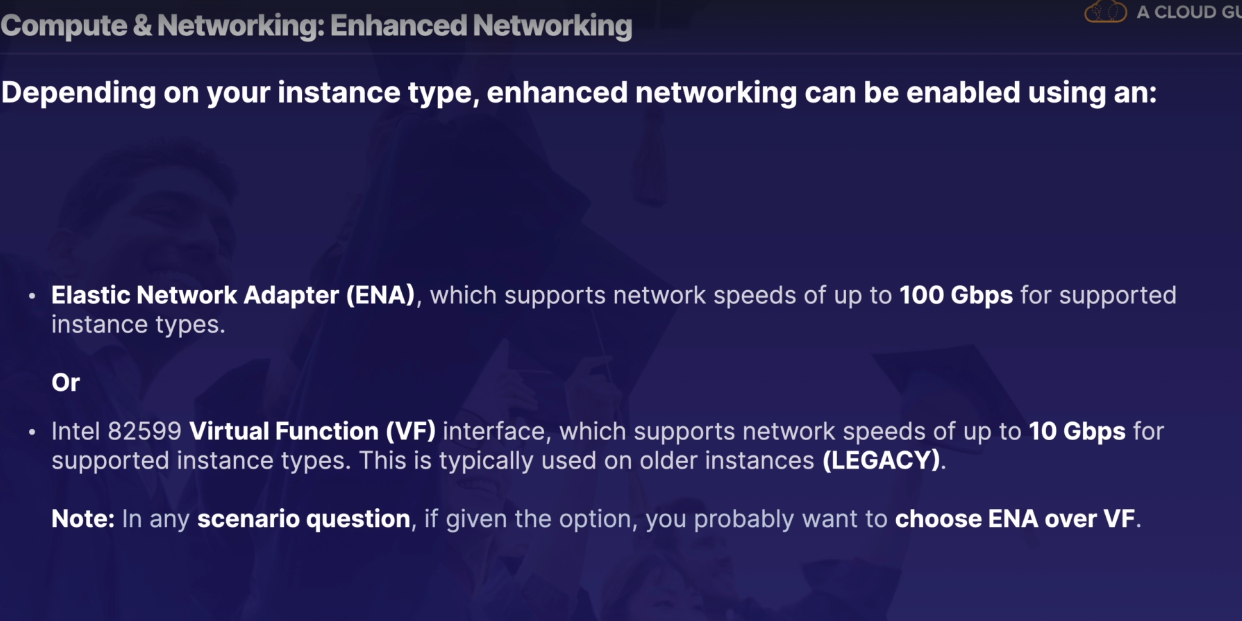 Compute & Networking: Enhanced Networking
A CLOUD GU
Depending on your instance type, enhanced networking can be enabled using an:
• Elastic Network Adapter (ENA), which supports network speeds of up to 100 Gbps for supported
instance types.
Or
• Intel 82599 Virtual Function (VF) interface, which supports network speeds of up to 10 Gbps for
supported instance types. This is typically used on older instances (LEGACY).
Note: In any scenario question, if given the option, you probably want to choose ENA over VF.